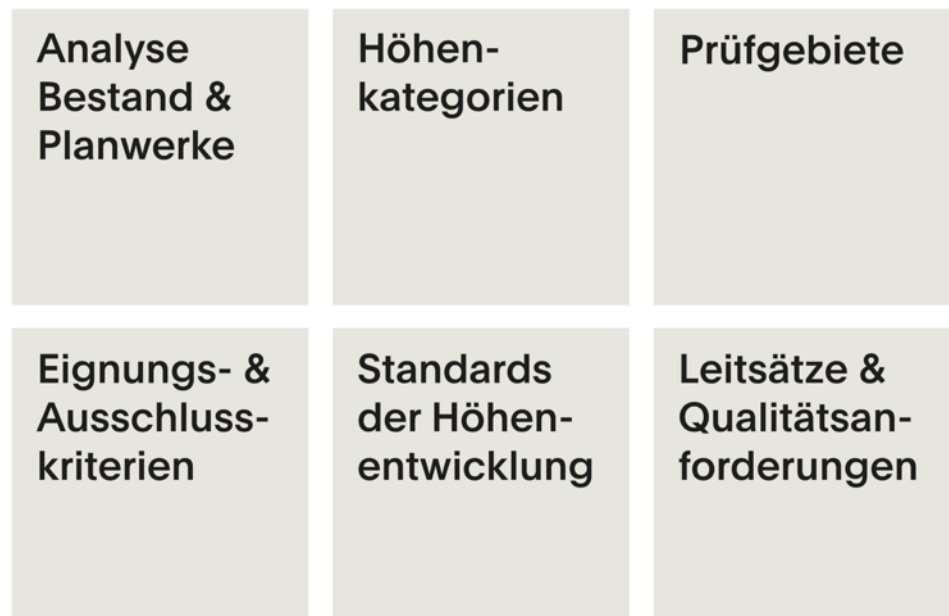 Analyse
Bestand &
Planwerke
Höhen-
kategorien
Prüfgebiete
Eignungs- &
Ausschluss-
kriterien
Standards
der Höhen-
entwicklung
Leitsätze &
Qualitätsan-
forderungen